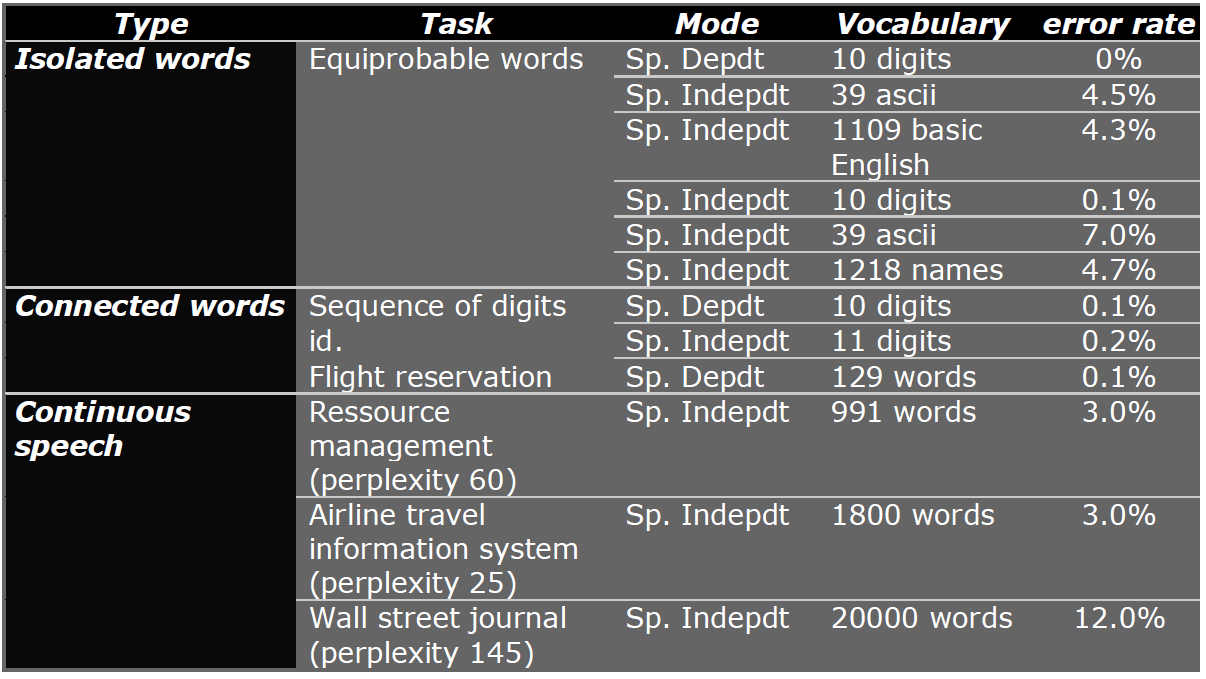 Type Task Mode Vocabulary error rate
Isolated words Equiprobable words Sp. Depdt 10 digits 0%
Sp. Indepdt 39 ascii 4.5%
Sp. Indepdt 1109 basic 4.3%
English
Sp. Indepdt 10 digits 0.1%
Sp. Indepdt 39 ascii 7.0%
Sp. Indepdt 1218 names 4.7%
Connected words Sequence of digits Sp. Depdt 10 digits 0.1%
id. Sp. Indepdt 11 digits 0.2%
Flight reservation Sp. Depdt 129 words 0.1%
Continuous Ressource Sp. Indepdt 991 words 3.0%
speech management
(perplexity 60)
Airline travel Sp. Indepdt 1800 words 3.0%
information system
(perplexity 25)
Wall street journal Sp. Indepdt 20000 words 12.0%
(perplexity 145)